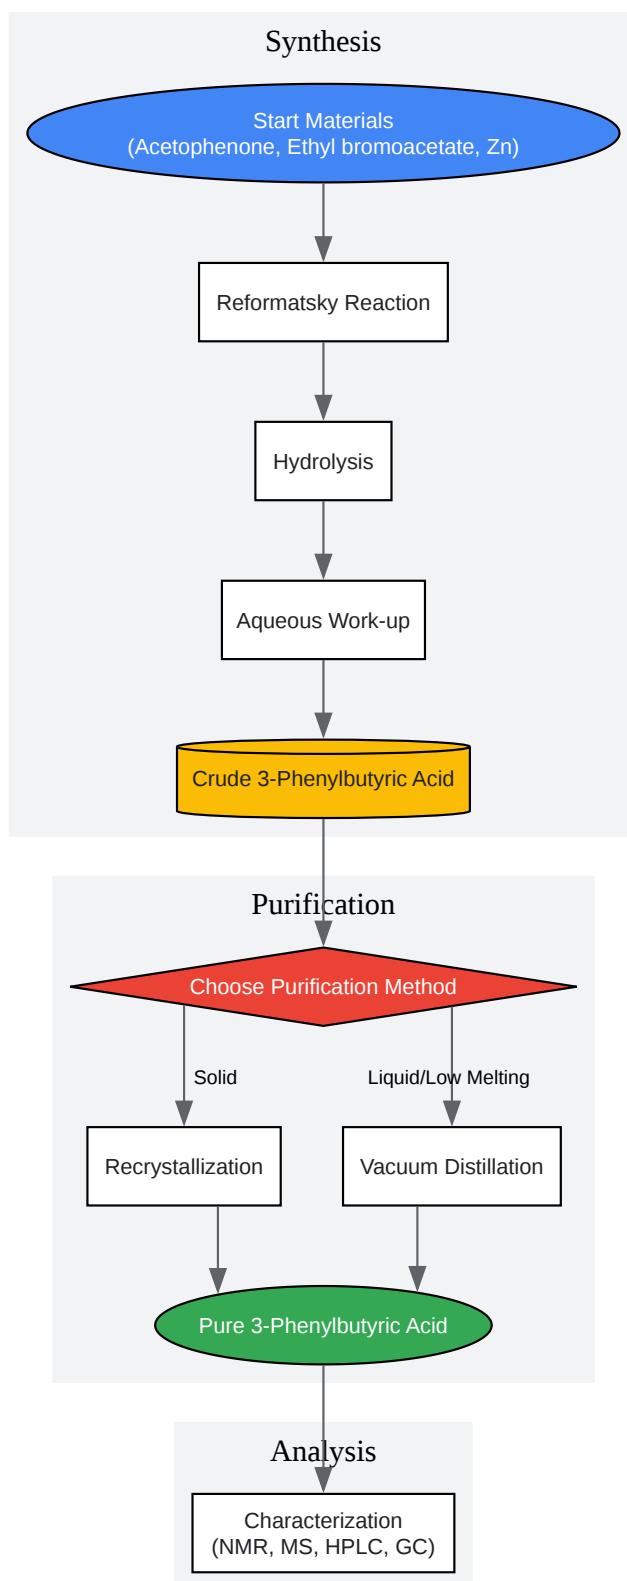 Synthesis
Start Materials
(Acetophenone, Ethyl bromoacetate, Zn)
Reformatsky Reaction
Hydrolysis
Aqueous Work-up
Crude 3-Phenylbutyric Acid
Purification
Choose Purification Method
Solid
Liquid/Low Melting
Recrystallization
Vacuum Distillation
Pure 3-Phenylbutyric Acid
Analysis
Characterization
(NMR, MS, HPLC, GC)